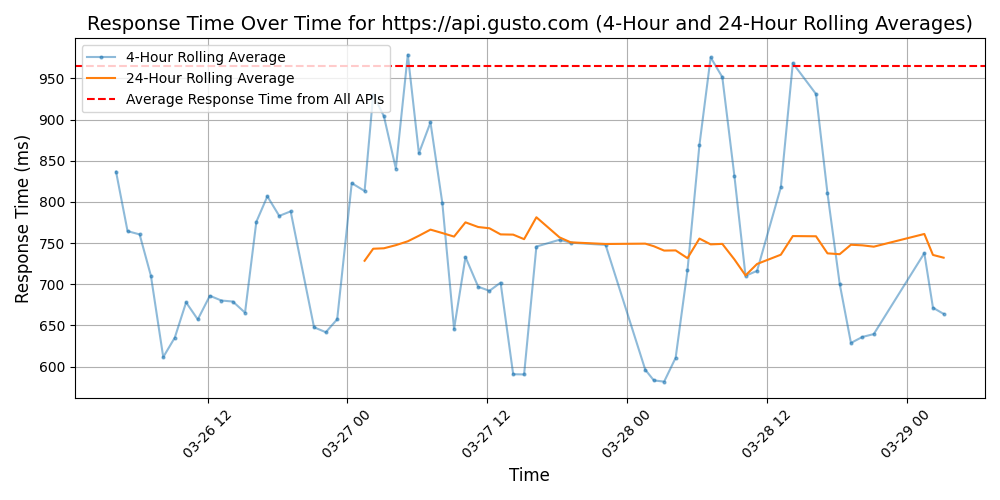 Response Time Over Time for https://api.gusto.com (4-Hour and 24-Hour Rolling Averages)
4-Hour Rolling Average
24-Hour Rolling Average
Average Response Time from All APIs
Response Time (ms)
950
900
850
800
750
700
650
600
03-26 12
03-27 00
03-27 12
03-28 00
03-28 12
03-29 00
Time